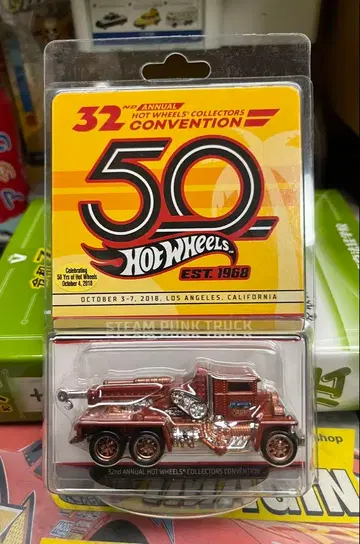 32ND ANNUAL
HOT WHEELS COLLECTORS
CONVENTION
50
HOT WHEELS
EST. 1968
Celebrating
50 Yrs of Hot Wheels
October 4, 2018
OCTOBER 3-7, 2018, LOS ANGELES, CALIFORNIA
STEAM PUNK TRUCK
32nd ANNUAL HOT WHEELS COLLECTORS CONVENTION
shop